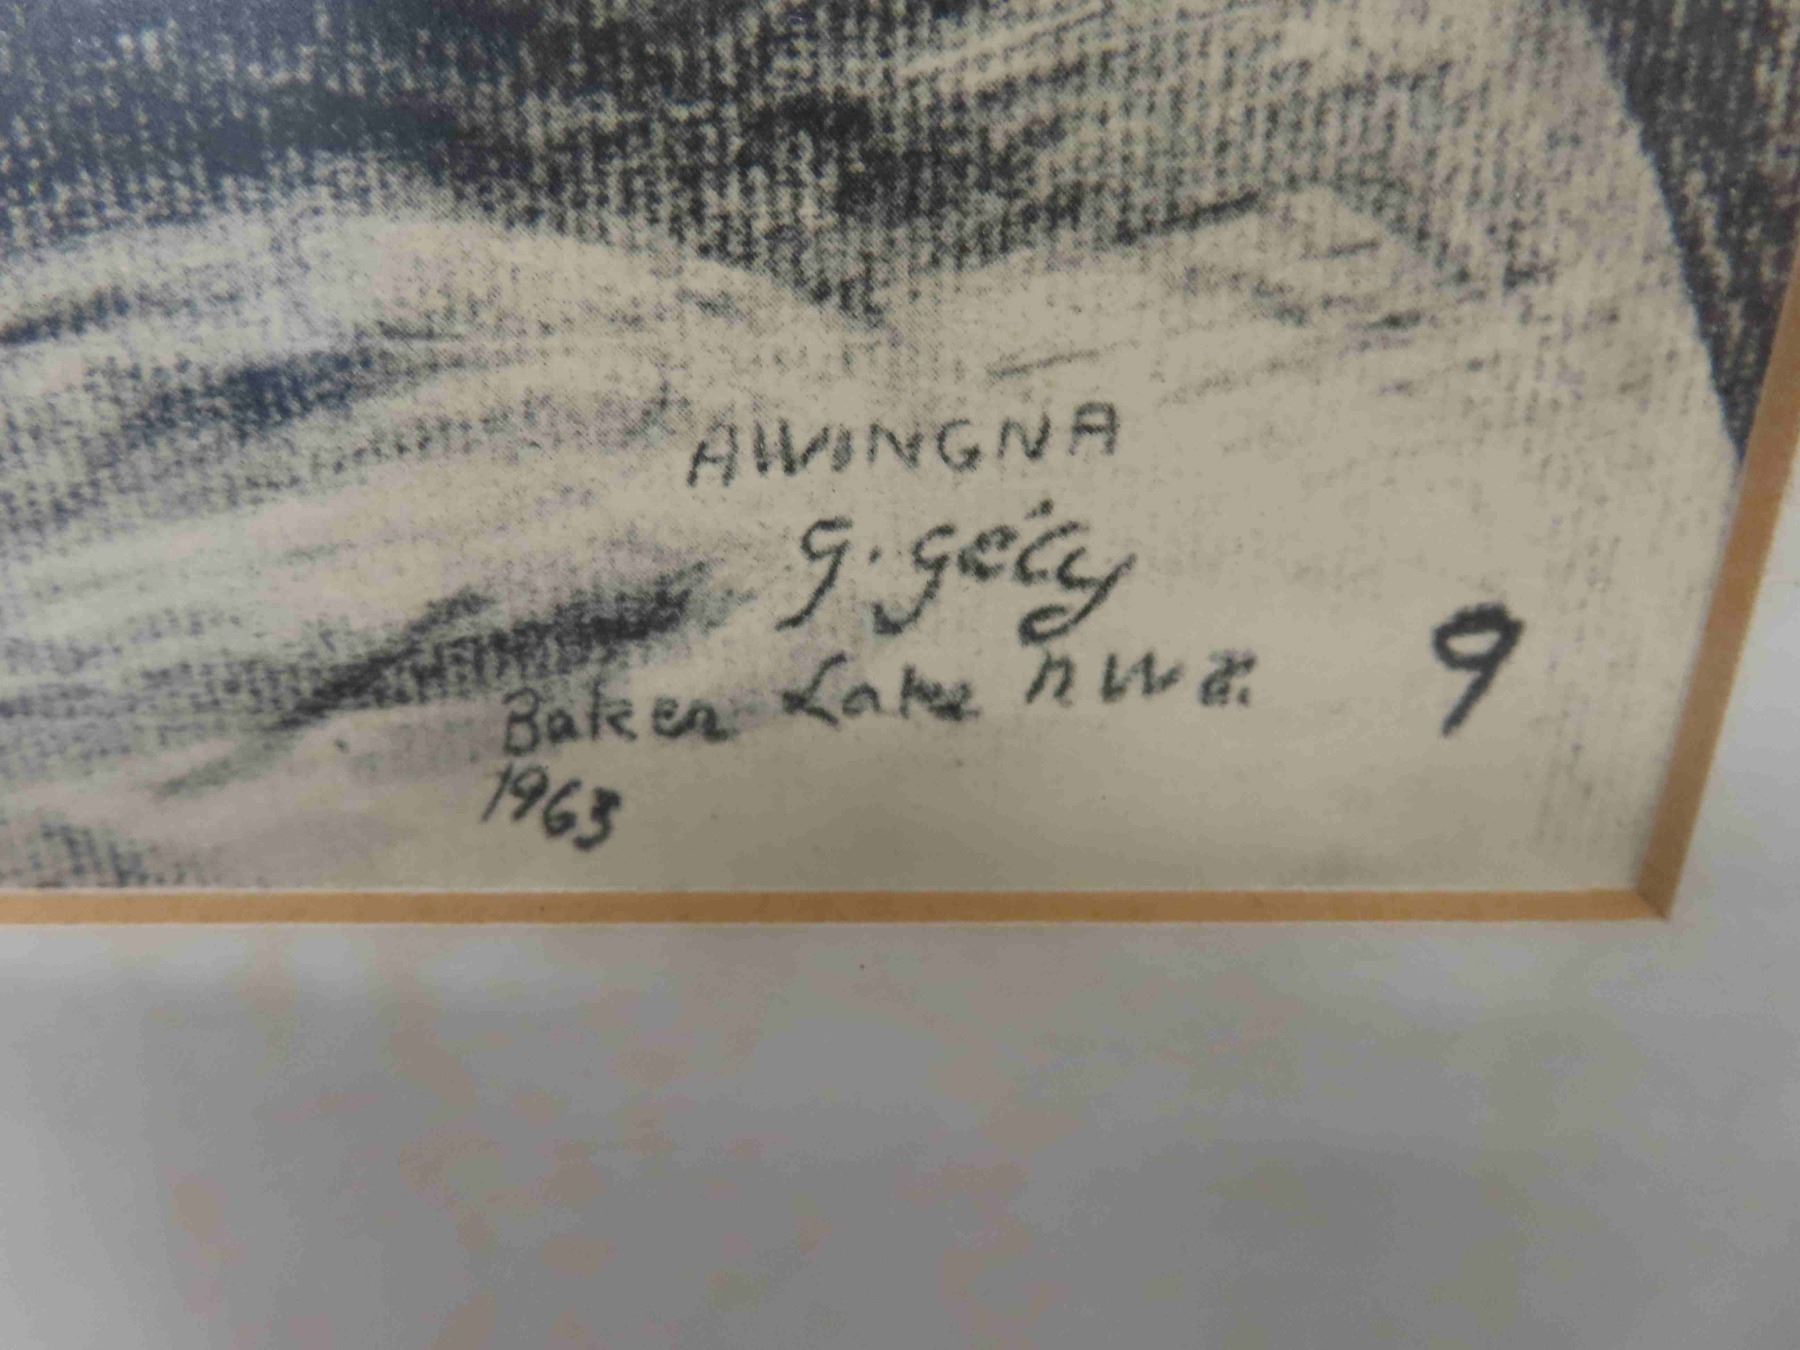 AWINGNA
G. Gély
Baker Lake N W T.
9
1963